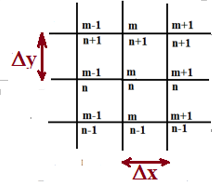 m-1 m m+1
n+1 n+1 n+1
Δy
m-1 m m+1
n n n
m-1 m m+1
n-1 n-1 n-1
Δx